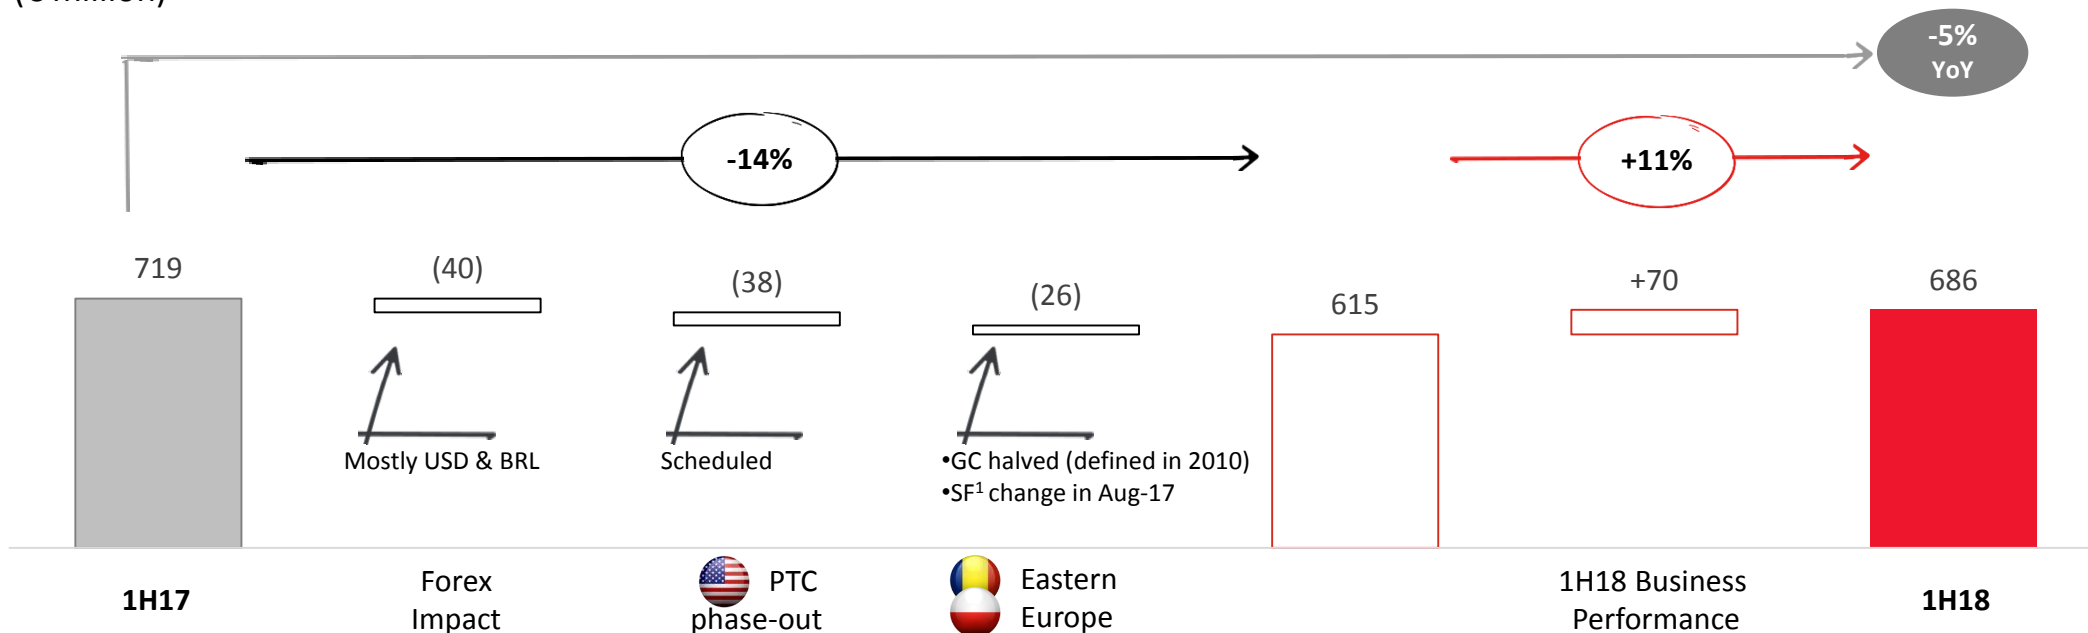 -5%
YoY
-14%
+11%
719
(40)
(38)
(26)
615
+70
686
Mostly USD & BRL
Scheduled
•GC halved (defined in 2010)
•SF¹ change in Aug-17
1H17
Forex
Impact
PTC
phase-out
Eastern
Europe
1H18 Business
Performance
1H18